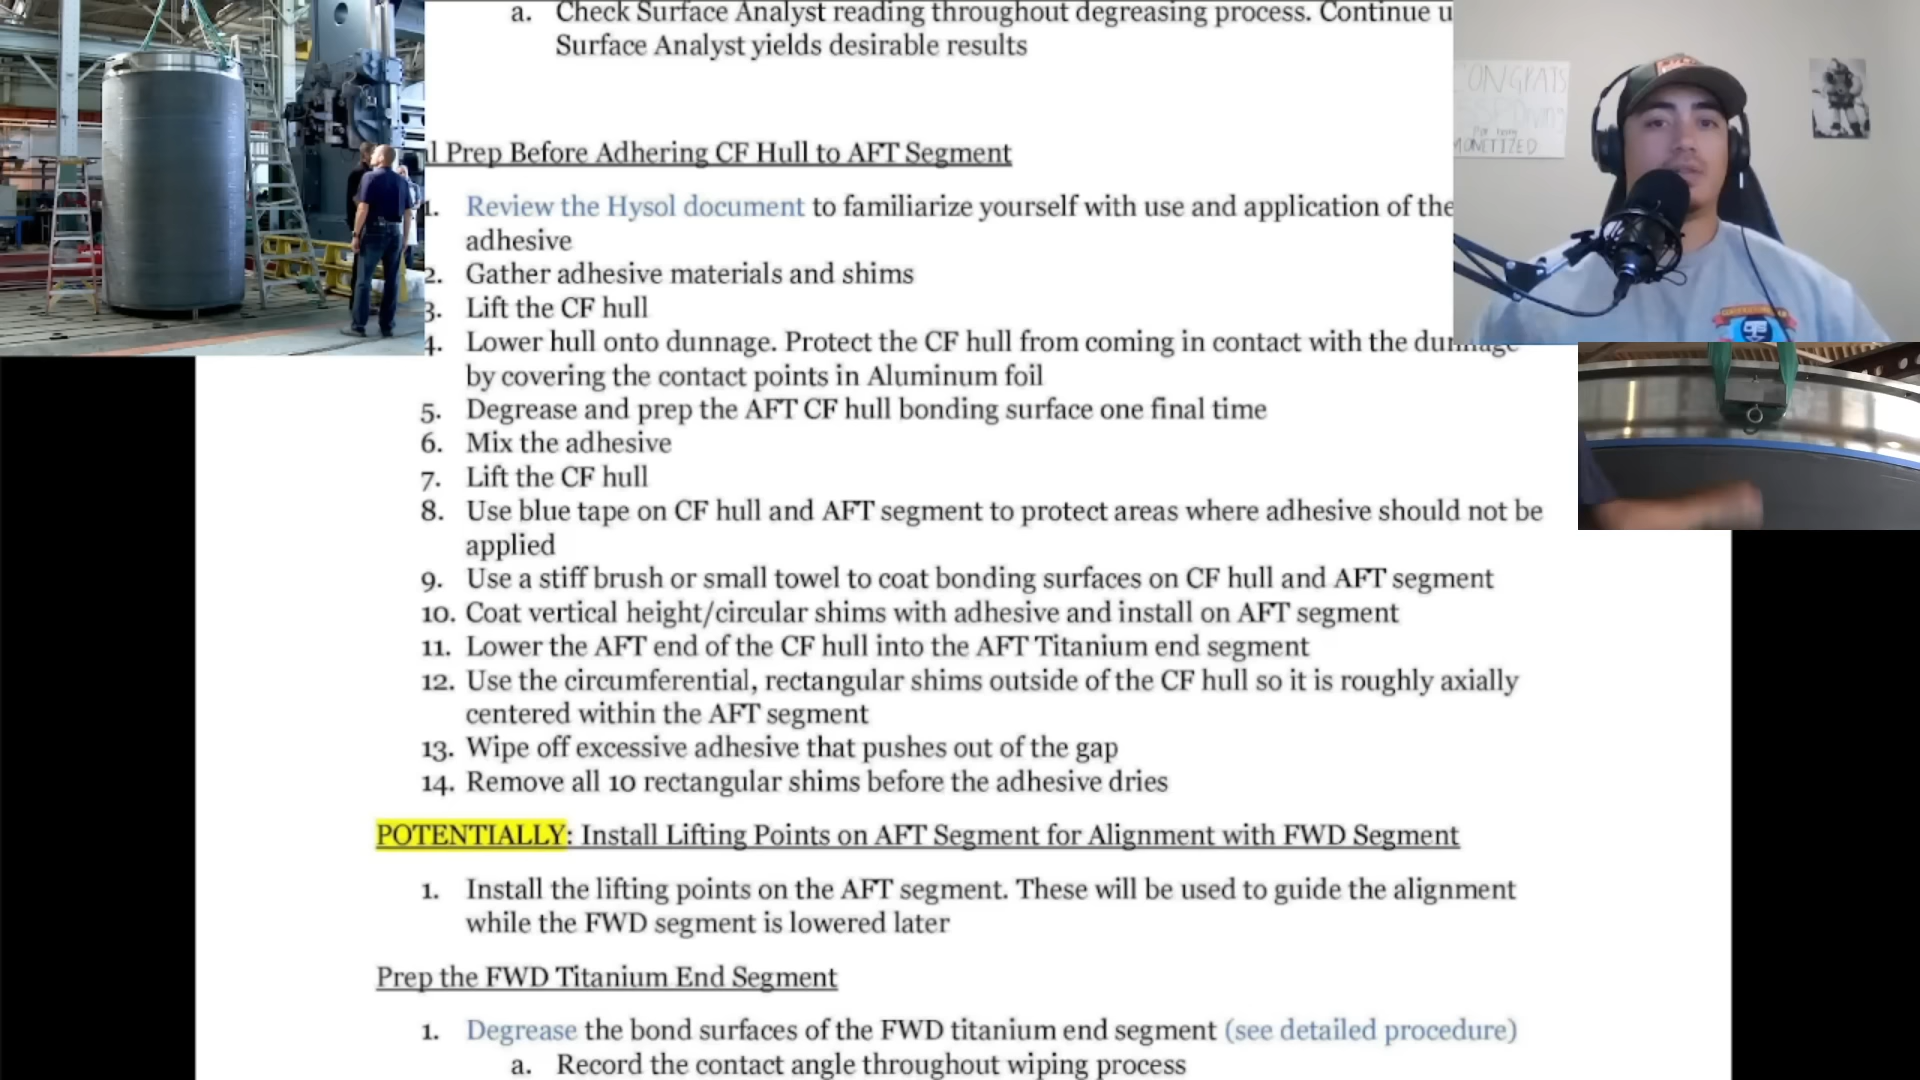 a. Check Surface Analyst reading throughout degreasing process. Continue u
Surface Analyst yields desirable results
l Prep Before Adhering CF Hull to AFT Segment
1. Review the Hysol document to familiarize yourself with use and application of the
adhesive
2. Gather adhesive materials and shims
3. Lift the CF hull
4. Lower hull onto dunnage. Protect the CF hull from coming in contact with the dunnage
by covering the contact points in Aluminum foil
5. Degrease and prep the AFT CF hull bonding surface one final time
6. Mix the adhesive
7. Lift the CF hull
8. Use blue tape on CF hull and AFT segment to protect areas where adhesive should not be
applied
9. Use a stiff brush or small towel to coat bonding surfaces on CF hull and AFT segment
10. Coat vertical height/circular shims with adhesive and install on AFT segment
11. Lower the AFT end of the CF hull into the AFT Titanium end segment
12. Use the circumferential, rectangular shims outside of the CF hull so it is roughly axially
centered within the AFT segment
13. Wipe off excessive adhesive that pushes out of the gap
14. Remove all 10 rectangular shims before the adhesive dries
POTENTIALLY: Install Lifting Points on AFT Segment for Alignment with FWD Segment
1. Install the lifting points on the AFT segment. These will be used to guide the alignment
while the FWD segment is lowered later
Prep the FWD Titanium End Segment
1. Degrease the bond surfaces of the FWD titanium end segment (see detailed procedure)
a. Record the contact angle throughout wiping process
CONGRATS
MONETIZED